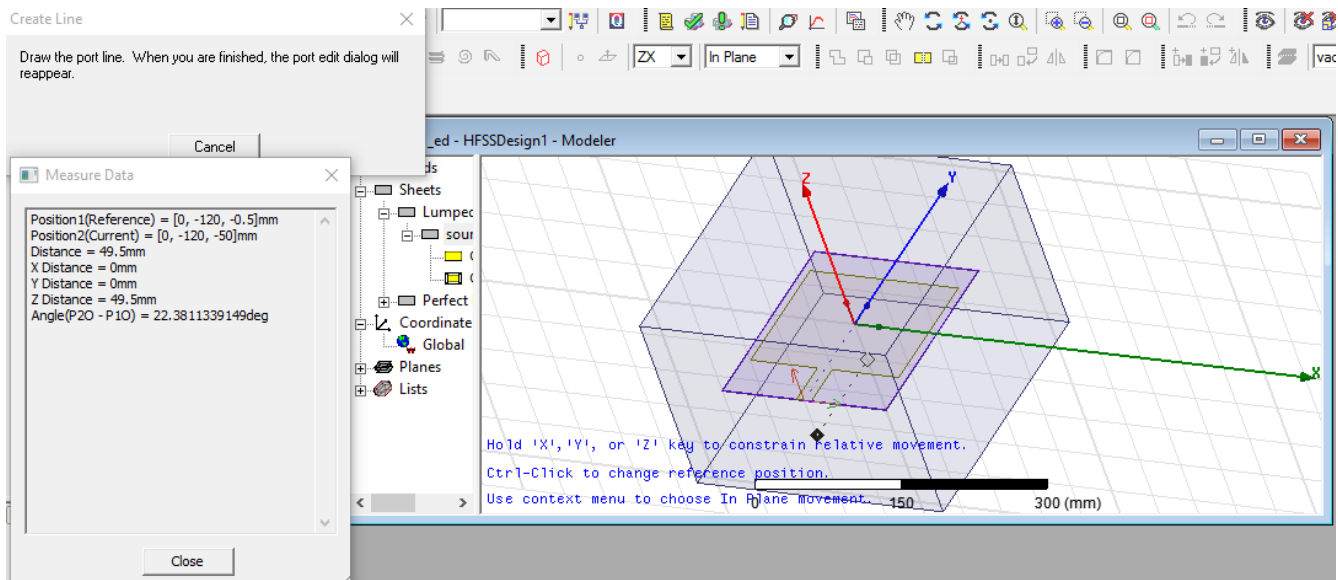 Create Line
Draw the port line. When you are finished, the port edit dialog will
reappear.
Cancel
ZX
In Plane
vac
Measure Data
Position1(Reference) = [0, -120, -0.5]mm
Position2(Current) = [0, -120, -50]mm
Distance = 49.5mm
X Distance = 0mm
Y Distance = 0mm
Z Distance = 49.5mm
Angle(P2O - P1O) = 22.3811339149deg
Close
_ed - HFSSDesign1 - Modeler
ds
Sheets
Lumped
sour
Perfect
Coordinate
Global
Planes
Lists
Z
Y
X
Hold 'X','Y', or 'Z' key to constrain relative movement.
Ctrl-Click to change reference position.
Use context menu to choose In Plane movement.
0
150
300 (mm)